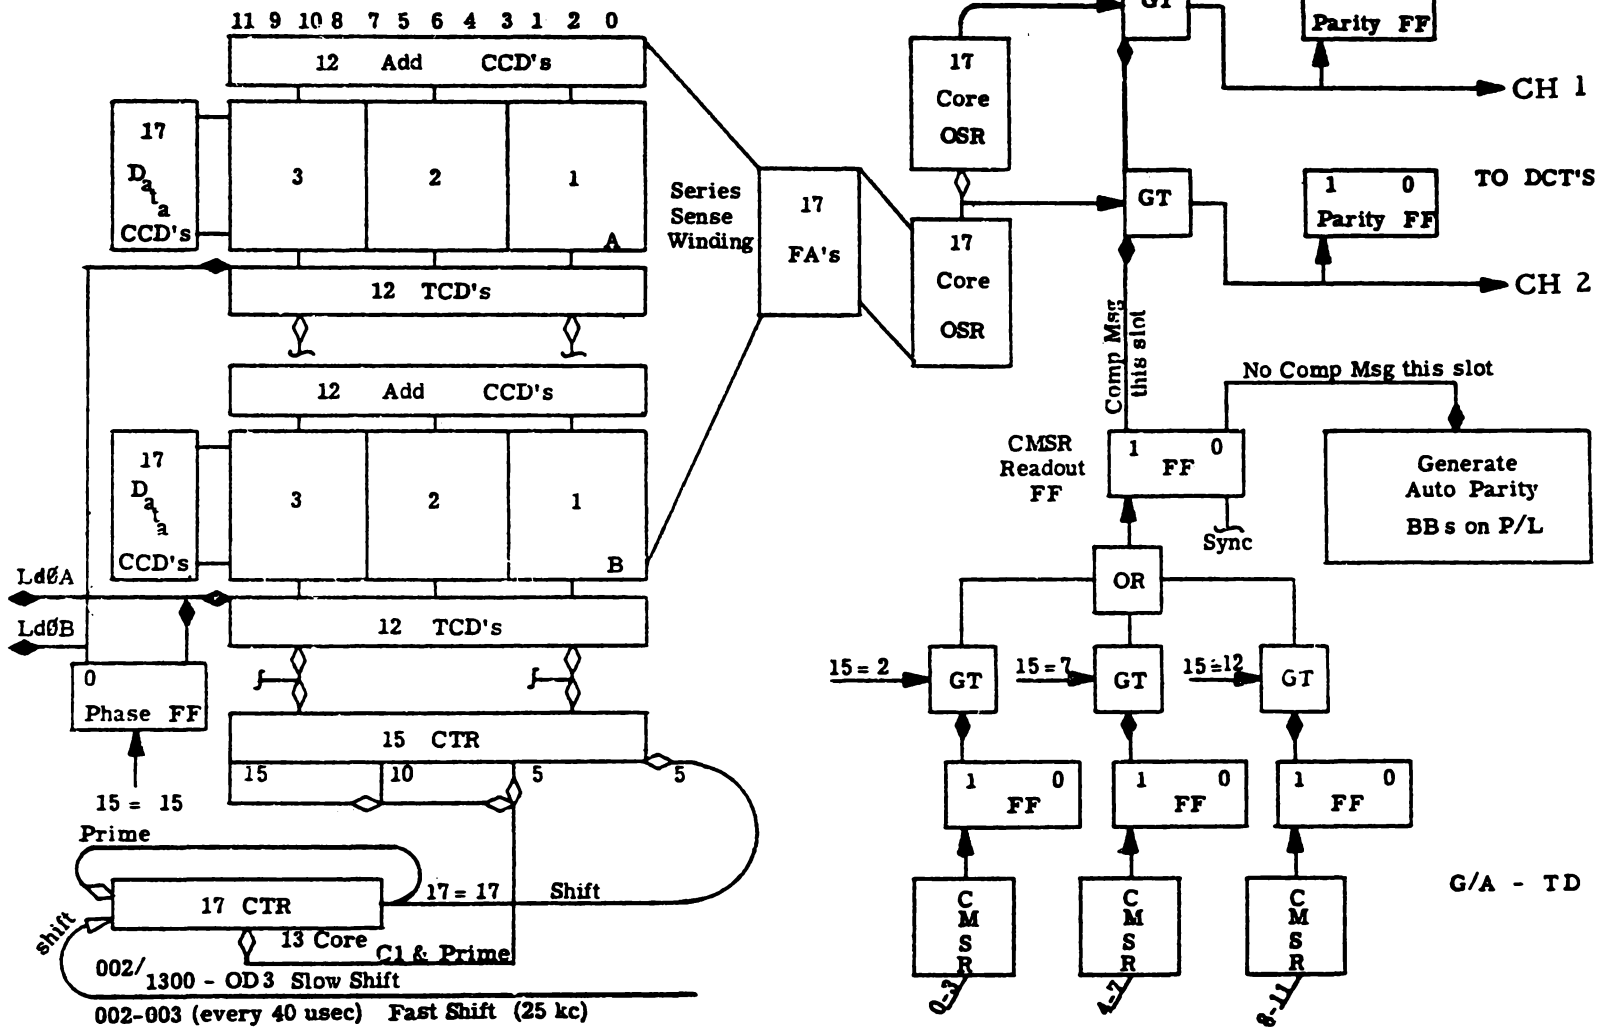 11 9 10 8 7 5 6 4 3 1 2 0
12 Add CCD's
17
Data
CCD's
3
2
1
A
12 TCD's
12 Add CCD's
17
Data
CCD's
3
2
1
B
LdØA
LdØB
12 TCD's
0
Phase FF
15 = 15
15 CTR
15
10
5
5
Prime
17 CTR
17 = 17 Shift
shift
13 Core
C1 & Prime
002/
1300 - OD3 Slow Shift
002-003 (every 40 usec) Fast Shift (25 kc)
Series
Sense
Winding
17
FA's
17
Core
OSR
17
Core
OSR
GT
Parity FF
CH 1
GT
1 0
Parity FF
TO DCT'S
CH 2
Comp Msg
this slot
No Comp Msg this slot
CMSR
Readout
FF
1 0
FF
Sync
Generate
Auto Parity
BBs on P/L
OR
15 = 2
GT
15 = 7
GT
15 = 12
GT
1 0
FF
1 0
FF
1 0
FF
CMSR
CMSR
CMSR
0-3
4-7
8-11
G/A - TD